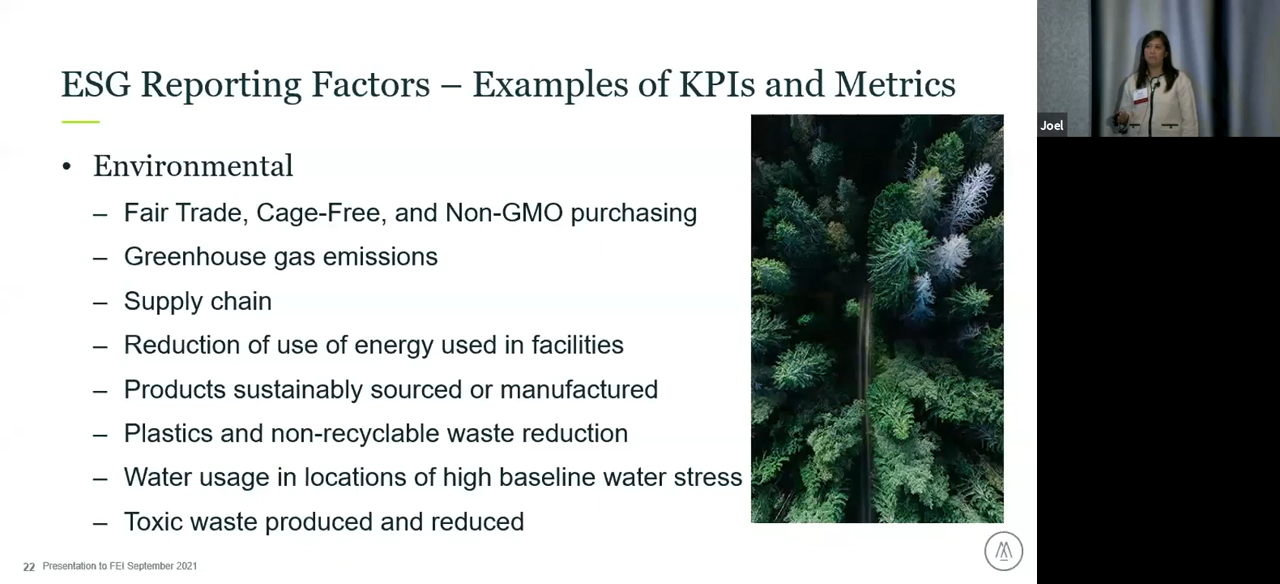 ESG Reporting Factors – Examples of KPIs and Metrics
• Environmental
– Fair Trade, Cage-Free, and Non-GMO purchasing
– Greenhouse gas emissions
– Supply chain
– Reduction of use of energy used in facilities
– Products sustainably sourced or manufactured
– Plastics and non-recyclable waste reduction
– Water usage in locations of high baseline water stress
– Toxic waste produced and reduced
22 Presentation to FEI September 2021
Joel